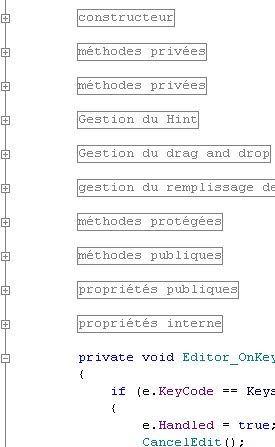 constructeur
méthodes privées
méthodes privées
Gestion du Hint
Gestion du drag and drop
gestion du remplissage de
méthodes protégées
méthodes publiques
propriétés publiques
propriétés interne
private void Editor_OnKey
{
if (e.KeyCode == Keys
{
e.Handled = true;
CancelEdit();